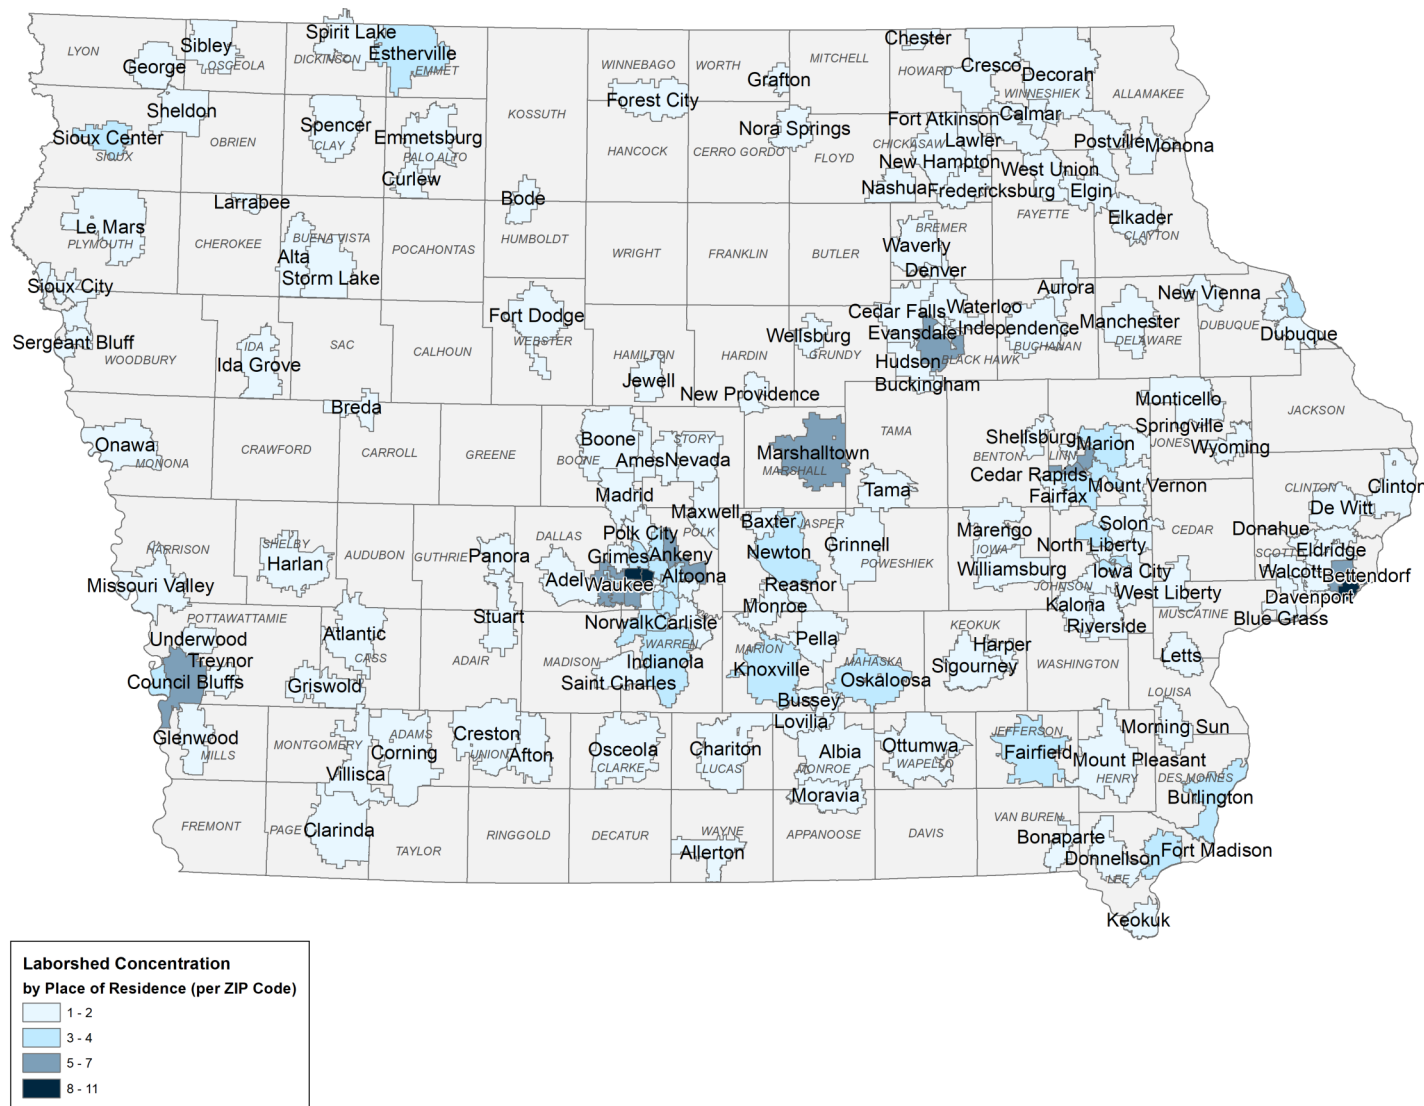 LYON
Sibley
OSCEOLA
George
Spirit Lake
DICKINSON
Estherville
EMMET
WINNEBAGO
WORTH
MITCHELL
Chester
HOWARD
Cresco
Decorah
WINNESHIEK
ALLAMAKEE
Grafton
Forest City
KOSSUTH
Sheldon
Sioux Center
SIOUX
OBRIEN
Spencer
CLAY
Emmetsburg
PALO ALTO
Curlew
HANCOCK
CERRO GORDO
Nora Springs
FLOYD
Fort Atkinson
Calmar
CHICKASAW
Lawler
New Hampton
Nashua
Fredericksburg
West Union
Postville
Monona
Elgin
FAYETTE
Elkader
CLAYTON
Larrabee
Bode
Le Mars
PLYMOUTH
CHEROKEE
BUENA VISTA
Alta
Storm Lake
POCAHONTAS
HUMBOLDT
WRIGHT
FRANKLIN
BUTLER
BREMER
Waverly
Denver
Sioux City
Sergeant Bluff
WOODBURY
IDA
Ida Grove
SAC
CALHOUN
Fort Dodge
WEBSTER
HAMILTON
Jewell
HARDIN
New Providence
Wellsburg
GRUNDY
Cedar Falls
Waterloo
Evansdale
Hudson
BLACK HAWK
Buckingham
Aurora
Independence
BUCHANAN
Manchester
DELAWARE
New Vienna
DUBUQUE
Dubuque
Breda
Onawa
MONONA
CRAWFORD
CARROLL
GREENE
Boone
BOONE
Ames
STORY
Nevada
Marshalltown
MARSHALL
TAMA
Tama
Shellsburg
BENTON
LINN
Marion
Cedar Rapids
Fairfax
Mount Vernon
Monticello
Springville
JONES
Wyoming
JACKSON
Clinton
CLINTON
De Witt
Madrid
Maxwell
POLK
Polk City
Grimes
Ankeny
Altoona
Waukee
DALLAS
Adel
Panora
GUTHRIE
AUDUBON
SHELBY
Harlan
HARRISON
Missouri Valley
Baxter
JASPER
Newton
Reasnor
Monroe
Grinnell
POWESHIEK
Marengo
IOWA
Williamsburg
Solon
North Liberty
Iowa City
JOHNSON
CEDAR
West Liberty
Donahue
Eldridge
SCOTT
Walcott
Bettendorf
Davenport
Blue Grass
MUSCATINE
Kalona
Riverside
POTTAWATTAMIE
Underwood
Treynor
Council Bluffs
Atlantic
CASS
Griswold
Stuart
ADAIR
MADISON
Norwalk
Carlisle
WARREN
Indianola
Saint Charles
MARION
Knoxville
Pella
MAHASKA
Oskaloosa
Bussey
Lovilia
KEOKUK
Harper
Sigourney
WASHINGTON
Letts
LOUISA
Glenwood
MILLS
MONTGOMERY
Villisca
ADAMS
Corning
Creston
UNION
Afton
Osceola
CLARKE
Chariton
LUCAS
Albia
MONROE
Moravia
Ottumwa
WAPELLO
JEFFERSON
Fairfield
Mount Pleasant
HENRY
Morning Sun
DES MOINES
Burlington
FREMONT
PAGE
Clarinda
TAYLOR
RINGGOLD
DECATUR
WAYNE
Allerton
APPANOOSE
DAVIS
VAN BUREN
Bonaparte
Donnellson
LEE
Fort Madison
Keokuk
Laborshed Concentration
by Place of Residence (per ZIP Code)
1 - 2
3 - 4
5 - 7
8 - 11